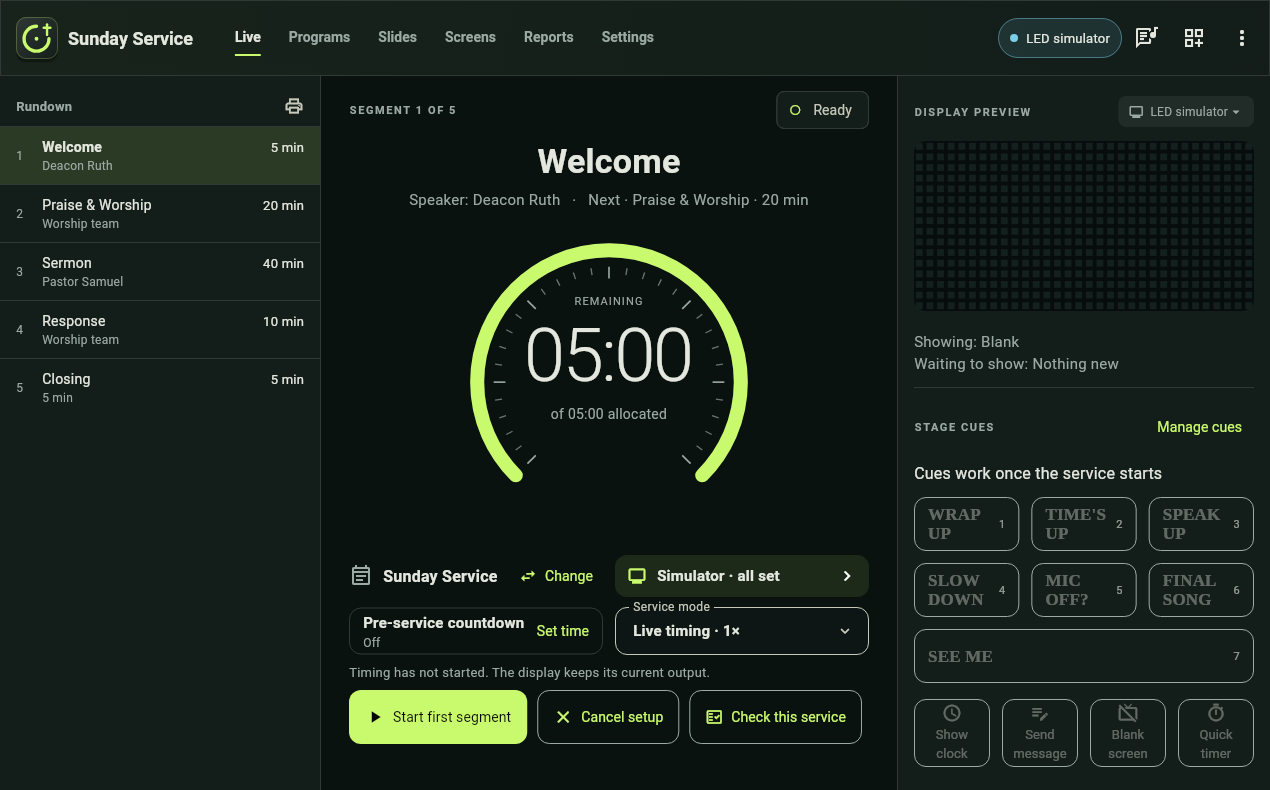 Sunday Service
Live
Programs
Slides
Screens
Reports
Settings
LED simulator
Rundown
1
Welcome
5 min
Deacon Ruth
2
Praise & Worship
20 min
Worship team
3
Sermon
40 min
Pastor Samuel
4
Response
10 min
Worship team
5
Closing
5 min
5 min
SEGMENT 1 OF 5
Ready
Welcome
Speaker: Deacon Ruth · Next · Praise & Worship · 20 min
REMAINING
05:00
of 05:00 allocated
Sunday Service
Change
Simulator · all set
Pre-service countdown
Off
Set time
Service mode
Live timing · 1×
Timing has not started. The display keeps its current output.
Start first segment
Cancel setup
Check this service
DISPLAY PREVIEW
LED simulator
Showing: Blank
Waiting to show: Nothing new
STAGE CUES
Manage cues
Cues work once the service starts
WRAP
UP
1
TIME'S
UP
2
SPEAK
UP
3
SLOW
DOWN
4
MIC
OFF?
5
FINAL
SONG
6
SEE ME
7
Show
clock
Send
message
Blank
screen
Quick
timer